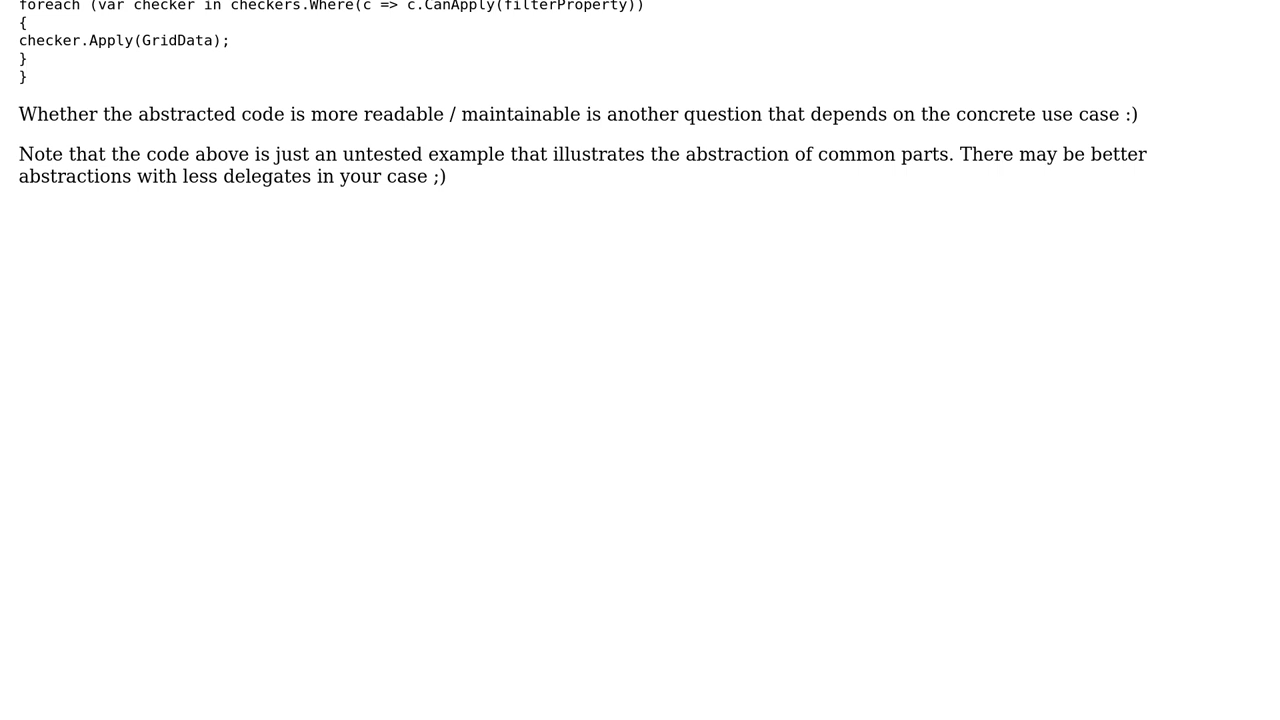 foreach (var checker in checkers.Where(c => c.CanApply(filterProperty))
{
checker.Apply(GridData);
}
}
Whether the abstracted code is more readable / maintainable is another question that depends on the concrete use case :)
Note that the code above is just an untested example that illustrates the abstraction of common parts. There may be better
abstractions with less delegates in your case ;)